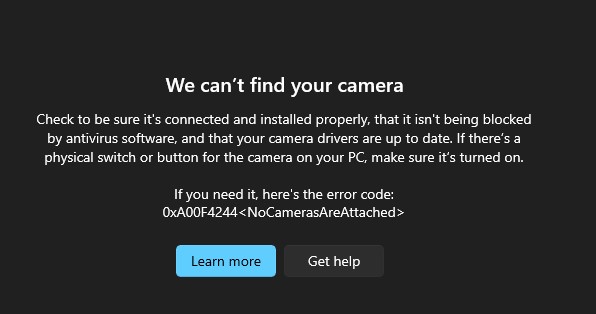 We can’t find your camera
Check to be sure it's connected and installed properly, that it isn't being blocked
by antivirus software, and that your camera drivers are up to date. If there’s a
physical switch or button for the camera on your PC, make sure it’s turned on.
If you need it, here's the error code:
0xA00F4244<NoCamerasAreAttached>
Learn more
Get help